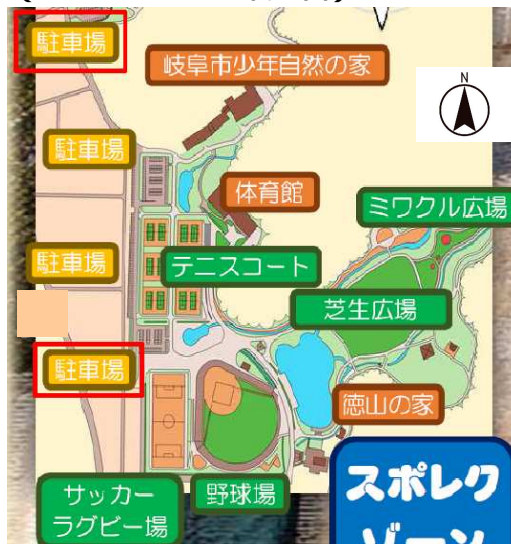 駐車場
岐阜市少年自然の家
N
駐車場
体育館
ミワクル広場
駐車場
テニスコート
芝生広場
駐車場
徳山の家
サッカー
ラグビー場
野球場
スポレク
ゾーン